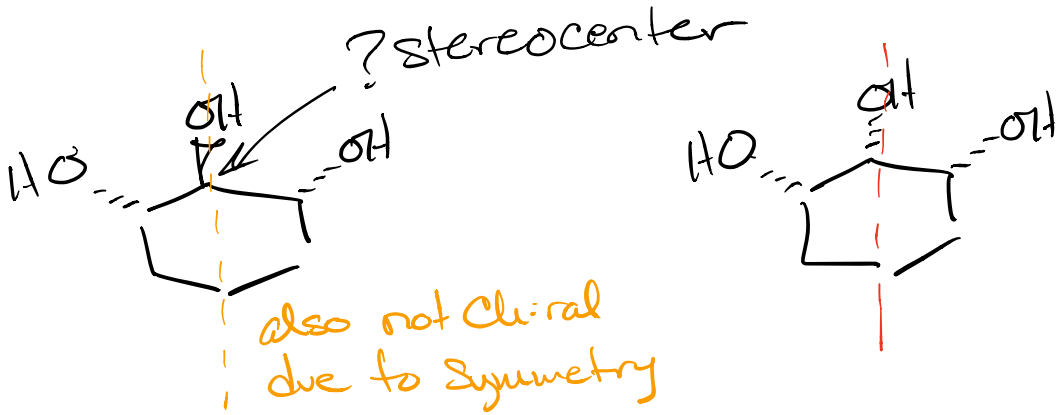 ? stereocenter
OH
HO
OH
OH
HO
OH
also not Chiral
due to Symmetry